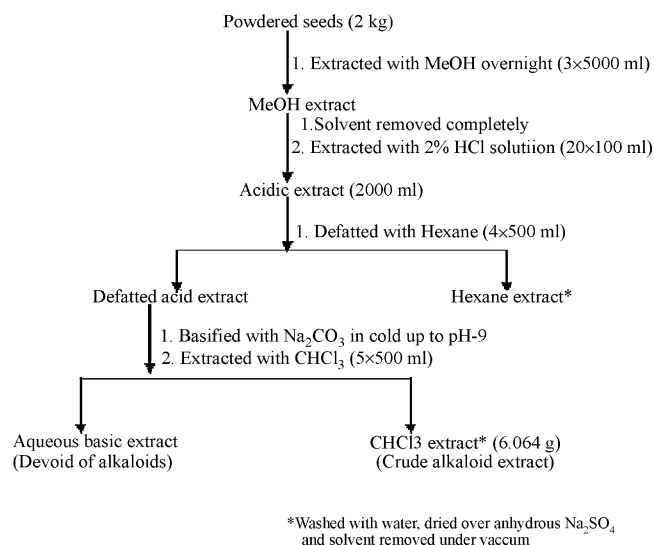 Powdered seeds (2 kg)
1. Extracted with MeOH overnight (3×5000 ml)
MeOH extract
1.Solvent removed completely
2. Extracted with 2% HCl solutiion (20×100 ml)
Acidic extract (2000 ml)
1. Defatted with Hexane (4×500 ml)
Defatted acid extract
Hexane extract*
1. Basified with Na₂CO₃ in cold up to pH-9
2. Extracted with CHCl₃ (5×500 ml)
Aqueous basic extract
(Devoid of alkaloids)
CHCl3 extract* (6.064 g)
(Crude alkaloid extract)
*Washed with water, dried over anhydrous Na₂SO₄
and solvent removed under vaccum